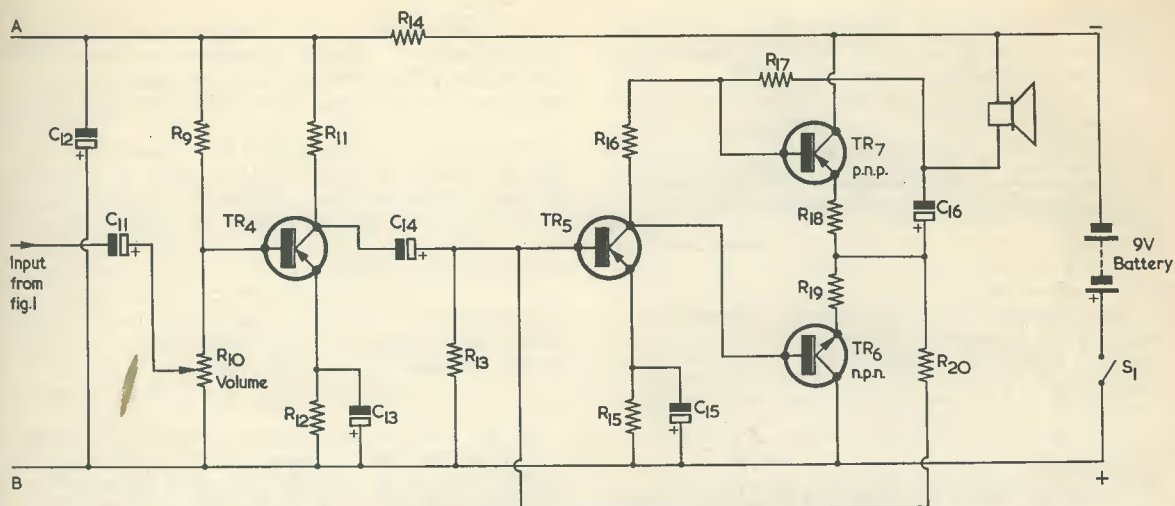 A
R14
−
R17
C12
+
R9
R11
R16
TR7
p.n.p.
C11
+
TR4
C14
+
TR5
R18
C16
+
9V
Battery
+
Input
from
fig.1
R19
R10
Volume
R13
TR6
n.p.n.
R20
S1
R12
C13
+
R15
C15
+
B
+